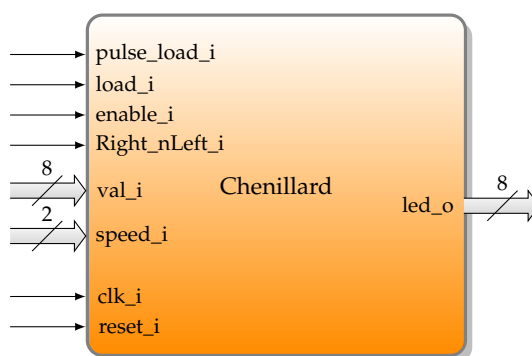 pulse_load_i
load_i
enable_i
Right_nLeft_i
8
val_i
Chenillard
led_o
8
2
speed_i
clk_i
reset_i